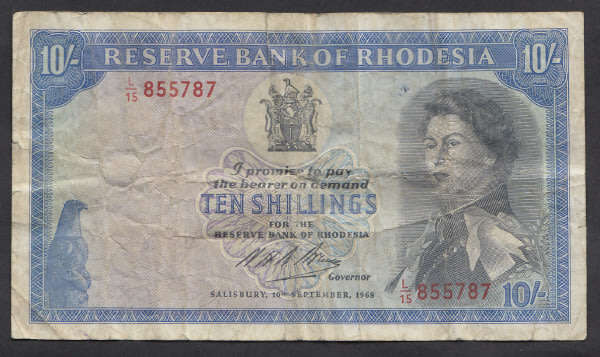 10/- RESERVE BANK OF RHODESIA 10/-
L/15 855787
I promise to pay
the bearer on demand
TEN SHILLINGS
FOR THE
RESERVE BANK OF RHODESIA
Governor
SALISBURY, 10TH SEPTEMBER, 1968
L/15 855787
10/-